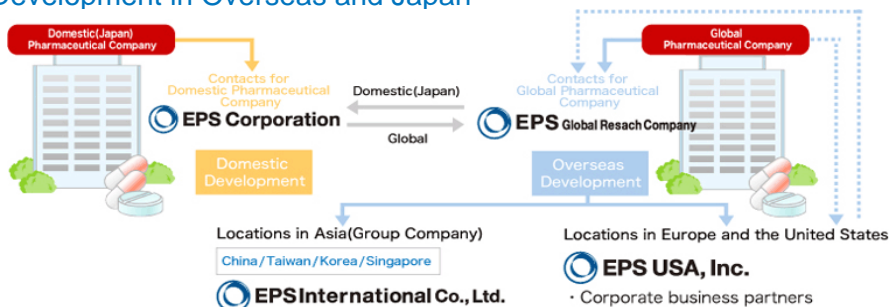 Development in Overseas and Japan
Domestic(Japan)
Pharmaceutical Company
Global
Pharmaceutical Company
Contacts for
Domestic Pharmaceutical
Company
EPS Corporation
Domestic(Japan)
Global
Contacts for
Global Pharmaceutical
Company
EPS Global Resach Company
Domestic
Development
Overseas
Development
Locations in Asia(Group Company)
China/Taiwan/Korea/Singapore
EPS International Co., Ltd.
Locations in Europe and the United States
EPS USA, Inc.
・Corporate business partners